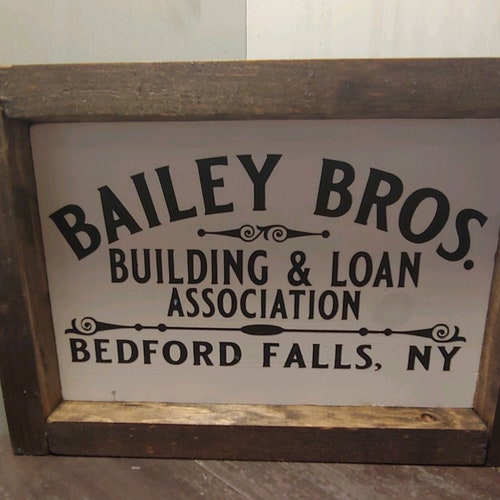 BAILEY BROS.
BUILDING & LOAN
ASSOCIATION
BEDFORD FALLS, NY